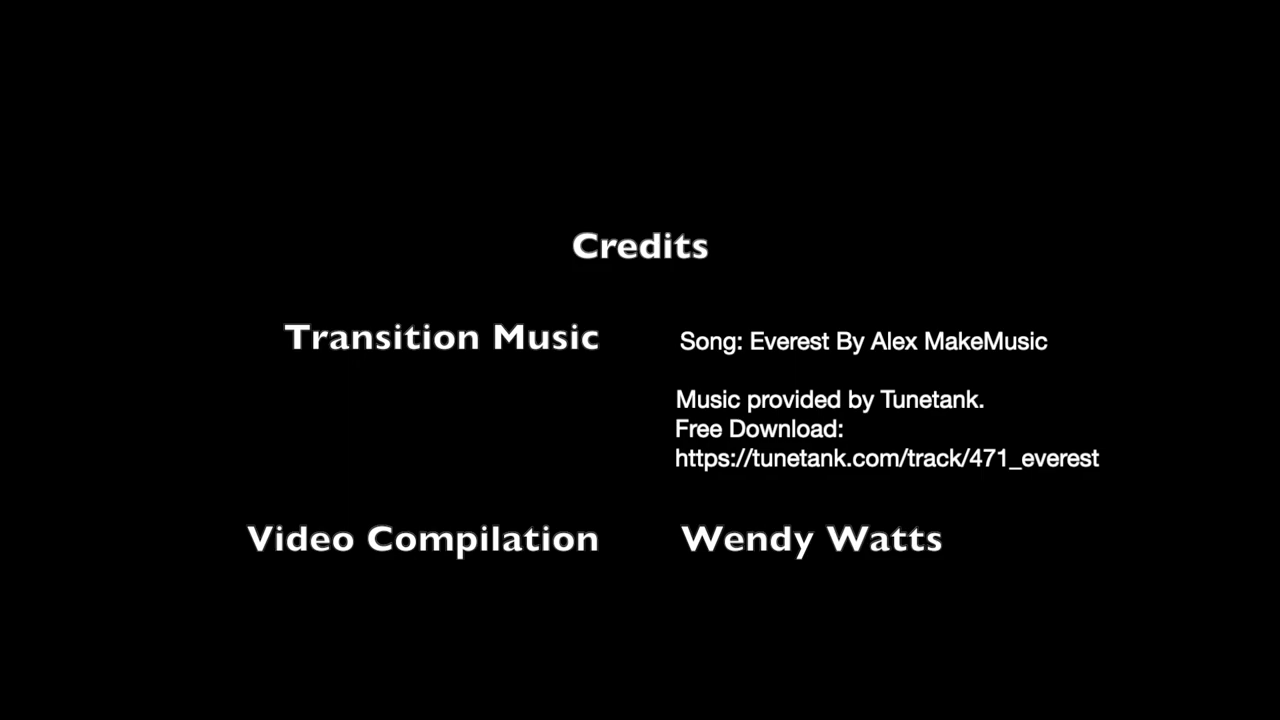 Credits
Transition Music
Song: Everest By Alex MakeMusic
Music provided by Tunetank.
Free Download:
https://tunetank.com/track/471_everest
Video Compilation
Wendy Watts